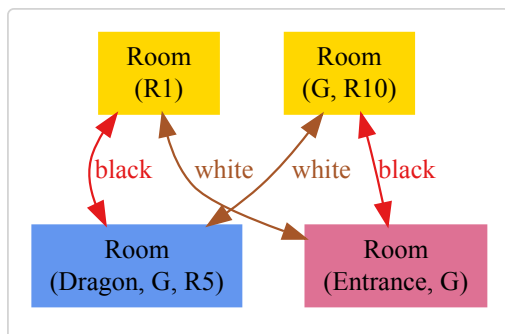 Room
(R1)
Room
(G, R10)
black
white
white
black
Room
(Dragon, G, R5)
Room
(Entrance, G)